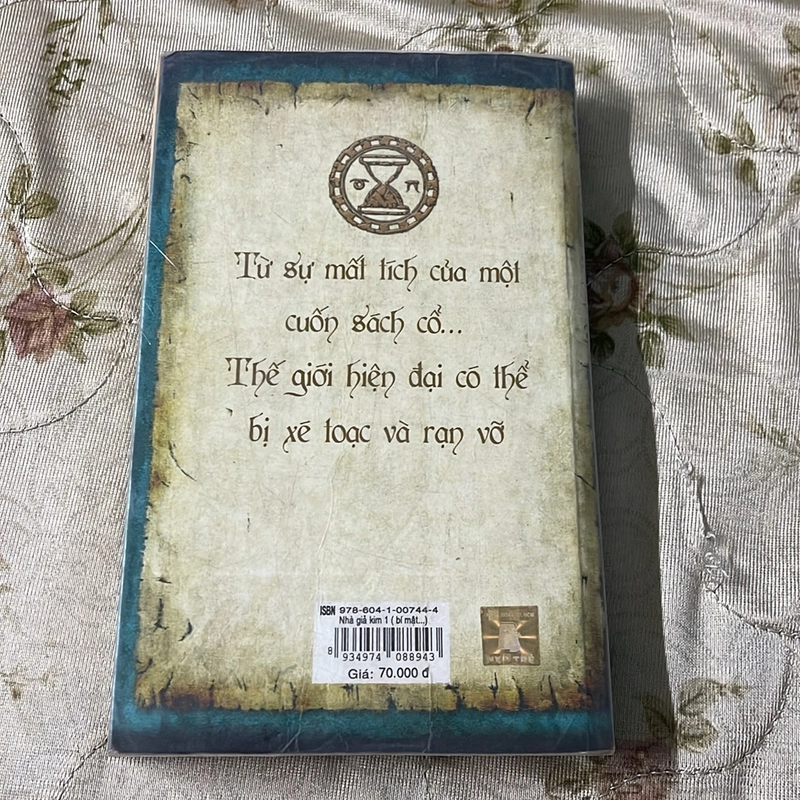 Từ sự mất tích của một
cuốn sách cổ...
Thế giới hiện đại có thể
bị xé toạc và rạn vỡ
ISBN 978-604-1-00744-4
Nhà giả kim 1 ( bí mật...)
8 934974 088943
Giá: 70.000 đ